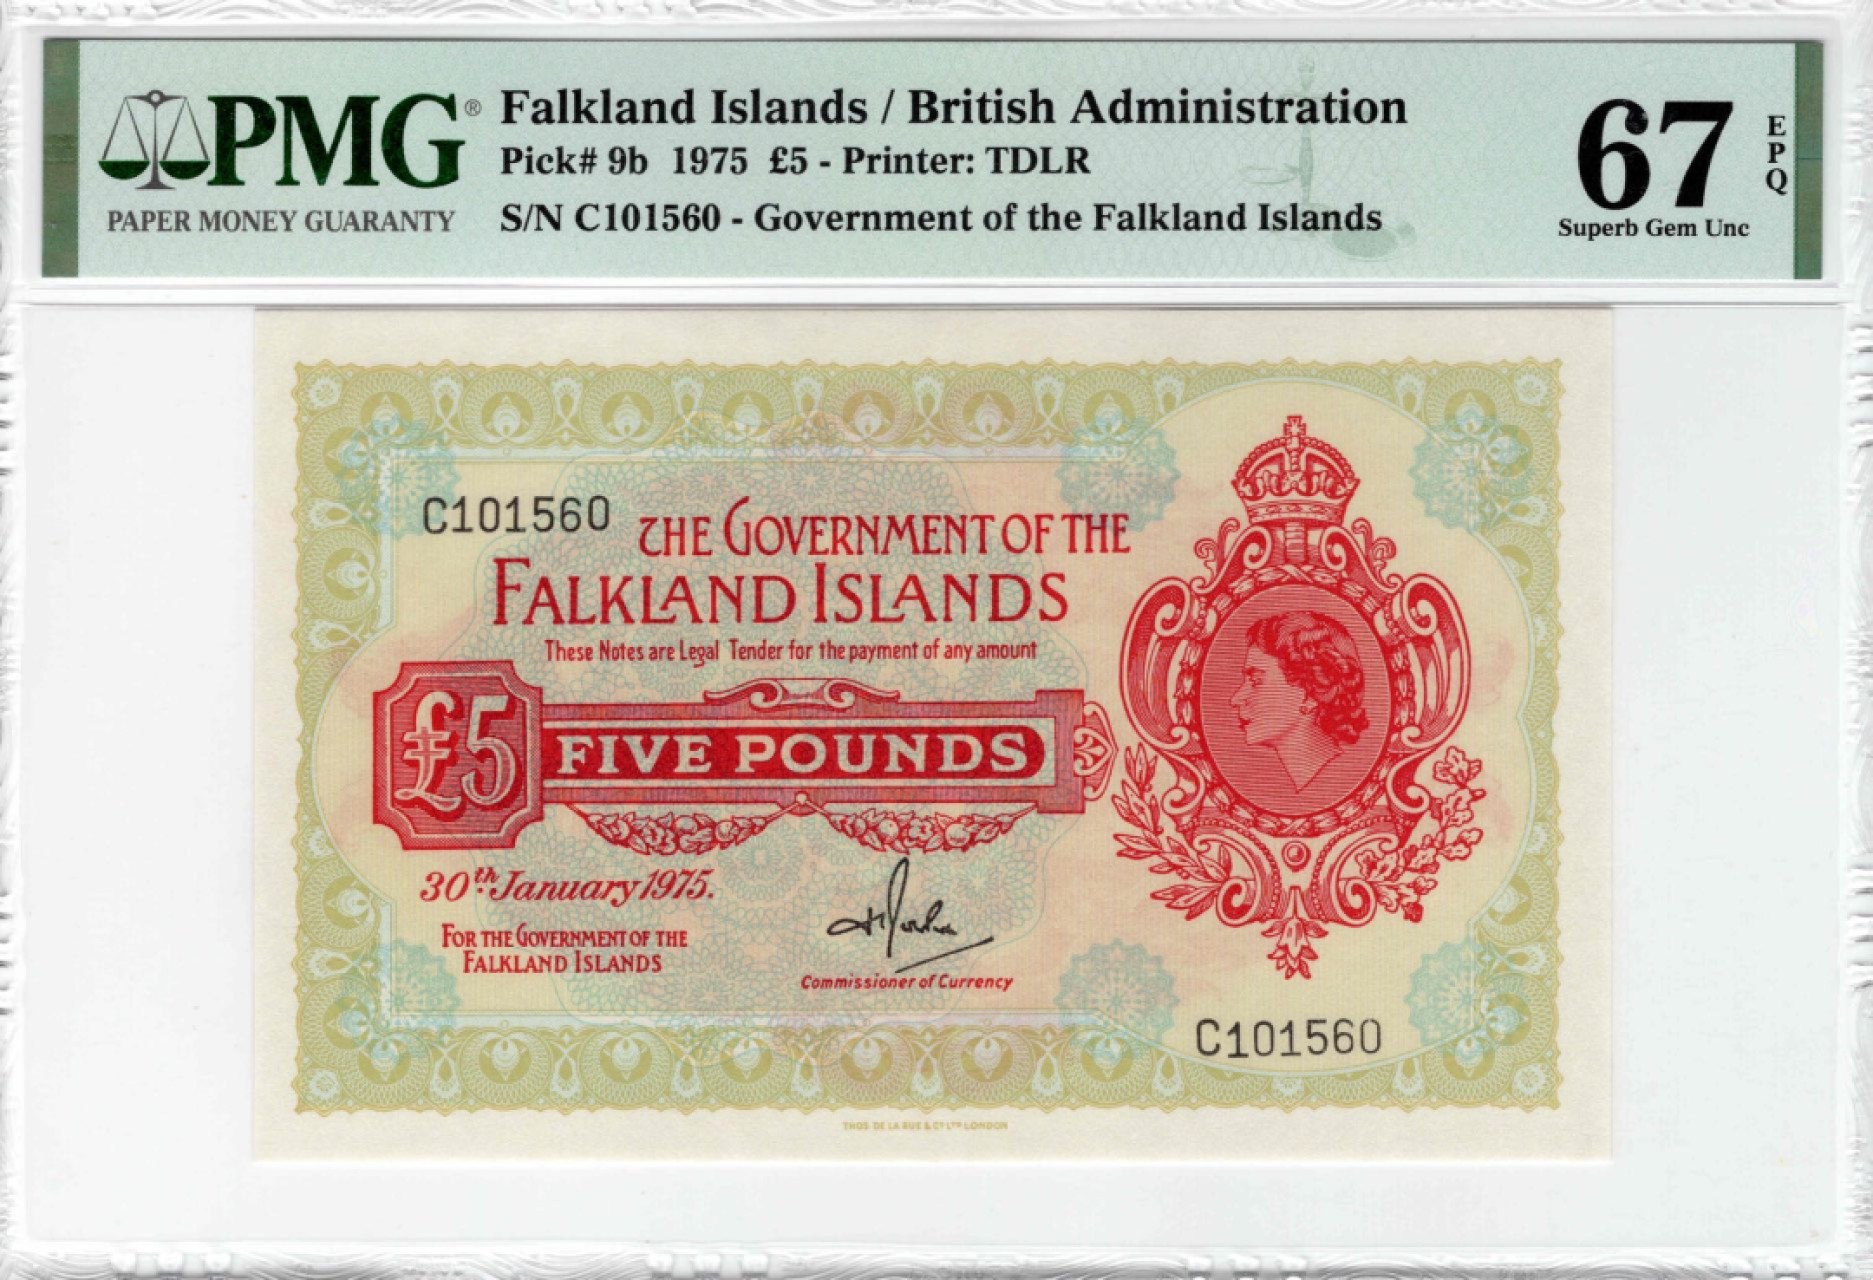 PMG®
PAPER MONEY GUARANTY
Falkland Islands / British Administration
Pick# 9b 1975 £5 - Printer: TDLR
S/N C101560 - Government of the Falkland Islands
67
EPQ
Superb Gem Unc
C101560
THE GOVERNMENT OF THE
FALKLAND ISLANDS
These Notes are Legal Tender for the payment of any amount
£5
FIVE POUNDS
30th January 1975.
FOR THE GOVERNMENT OF THE
FALKLAND ISLANDS
Commissioner of Currency
C101560
THOS DE LA RUE & CO LTD LONDON